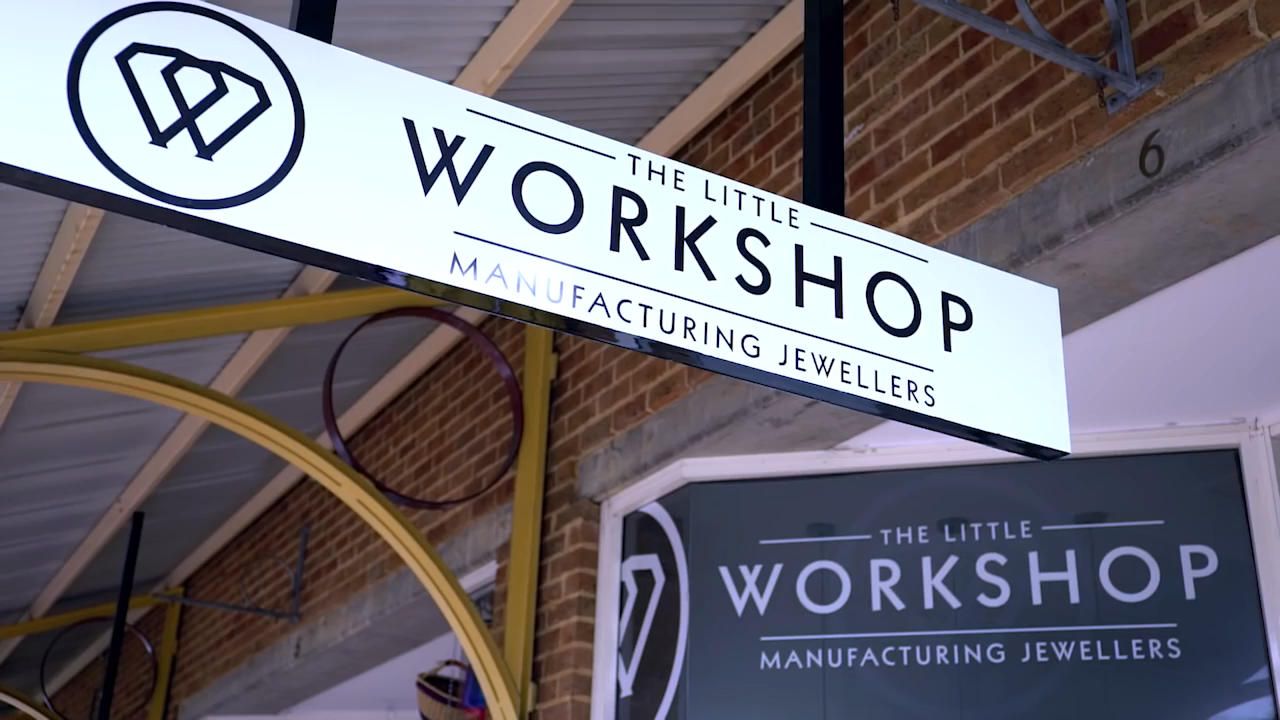 THE LITTLE
WORKSHOP
MANUFACTURING JEWELLERS
6
THE LITTLE
WORKSHOP
MANUFACTURING JEWELLERS